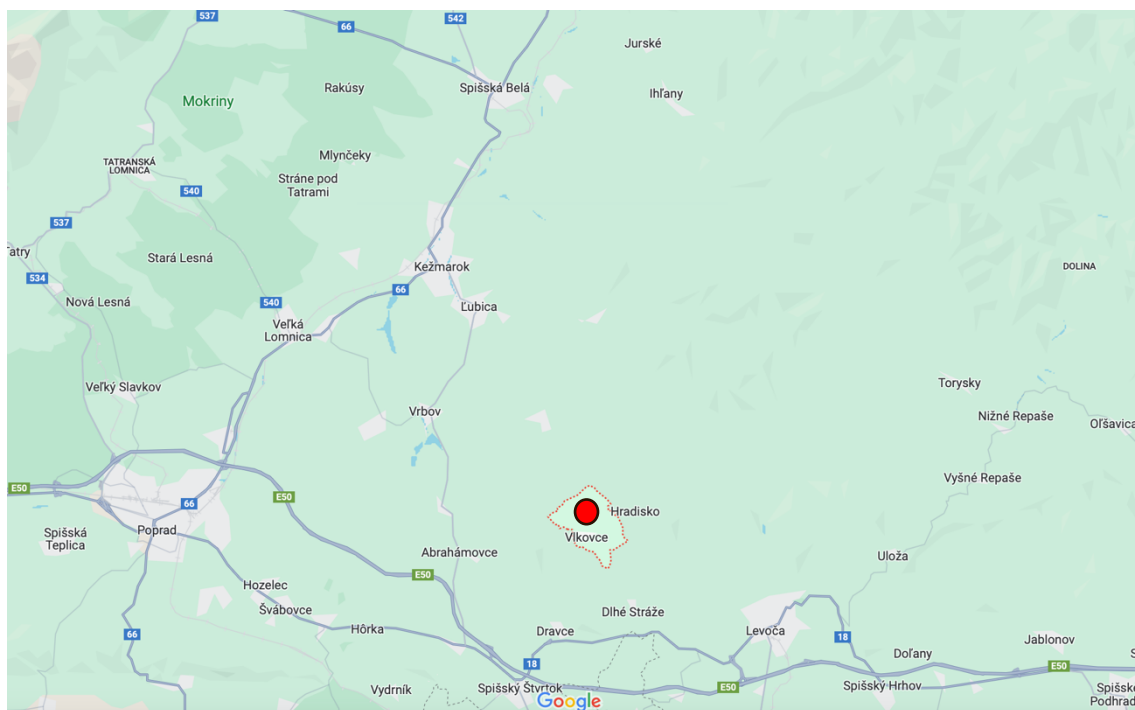 537
542
66
Jurské
Spišská Belá
Rakúsy
Ihľany
Mokriny
Mlynčeky
TATRANSKÁ
LOMNICA
Stráne pod
Tatrami
540
537
Tatry
Stará Lesná
Kežmarok
DOLINA
534
66
Nová Lesná
540
Ľubica
Veľká
Lomnica
Veľký Slavkov
Torysky
Vrbov
Nižné Repaše
Oľšavica
Vyšné Repaše
E50
E50
66
Hradisko
Spišská
Teplica
Poprad
Vlkovce
Abrahámovce
Uloža
E50
Hozelec
Švábovce
Dlhé Stráže
Hôrka
Dravce
Levoča
66
18
Jablonov
Doľany
18
E50
Vydrník
Spišský Štvrtok
E50
Spišský Hrhov
Spišské
Podhrad
Google